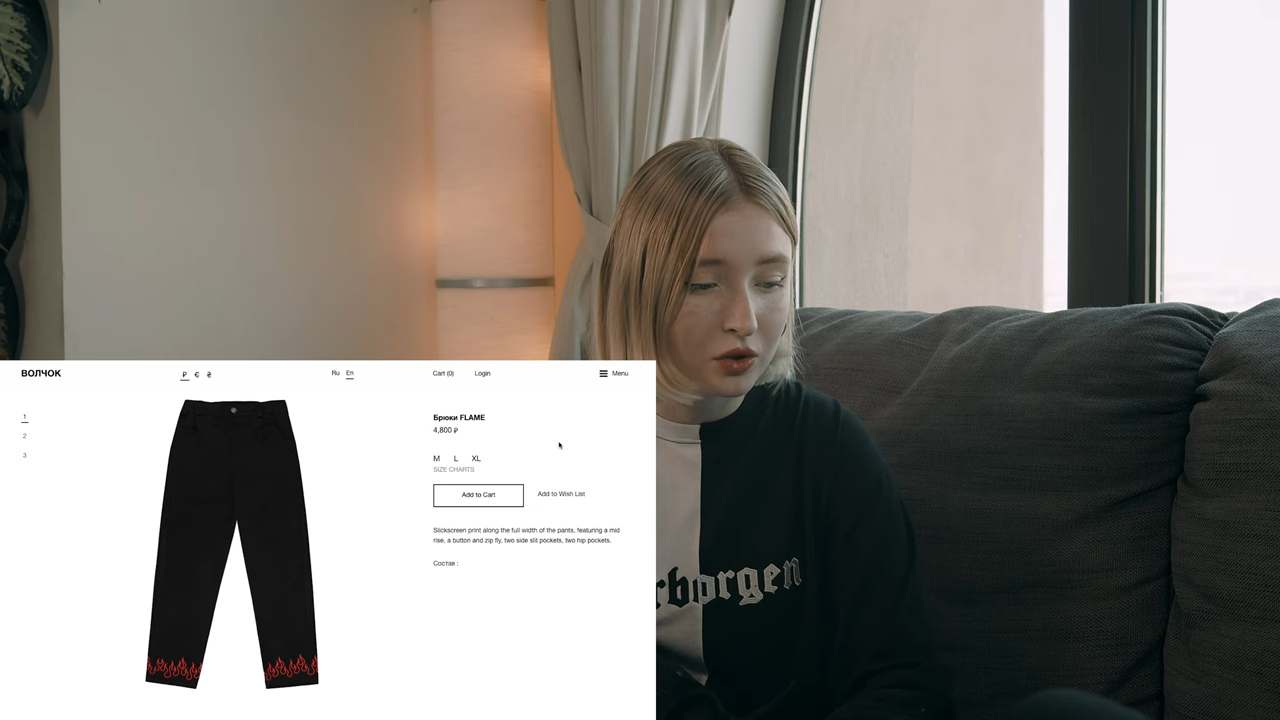 ВОЛЧОК
₽ € ₴
Ru En
Cart (0)
Login
Menu
1
2
3
Брюки FLAME
4,800 ₽
M L XL
SIZE CHARTS
Add to Cart
Add to Wish List
Slickscreen print along the full width of the pants, featuring a mid
rise, a button and zip fly, two side slit pockets, two hip pockets.
Состав :
rborgen